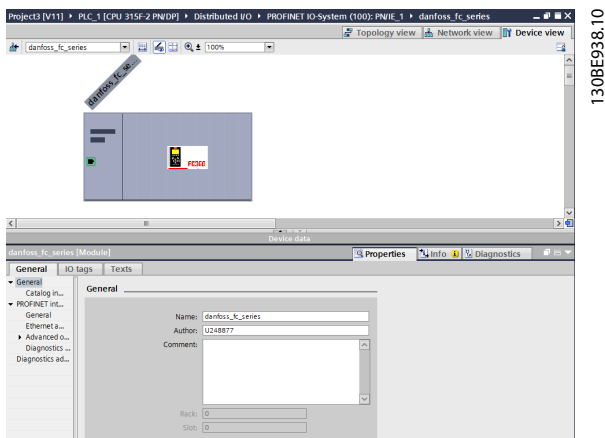 Project3 [V11] ▸ PLC_1 [CPU 315F-2 PN/DP] ▸ Distributed I/O ▸ PROFINET IO-System (100): PN/IE_1 ▸ danfoss_fc_series
Topology view Network view Device view
danfoss_fc_series 100%
danfoss_fc_se...
FC360
Device data
danfoss_fc_series [Module] Properties Info Diagnostics
General IO tags Texts
General
Catalog in...
PROFINET int...
General
Ethernet a...
Advanced o...
Diagnostics ...
Diagnostics ad...
General
Name: danfoss_fc_series
Author: U248877
Comment:
Rack: 0
Slot: 0
130BE938.10